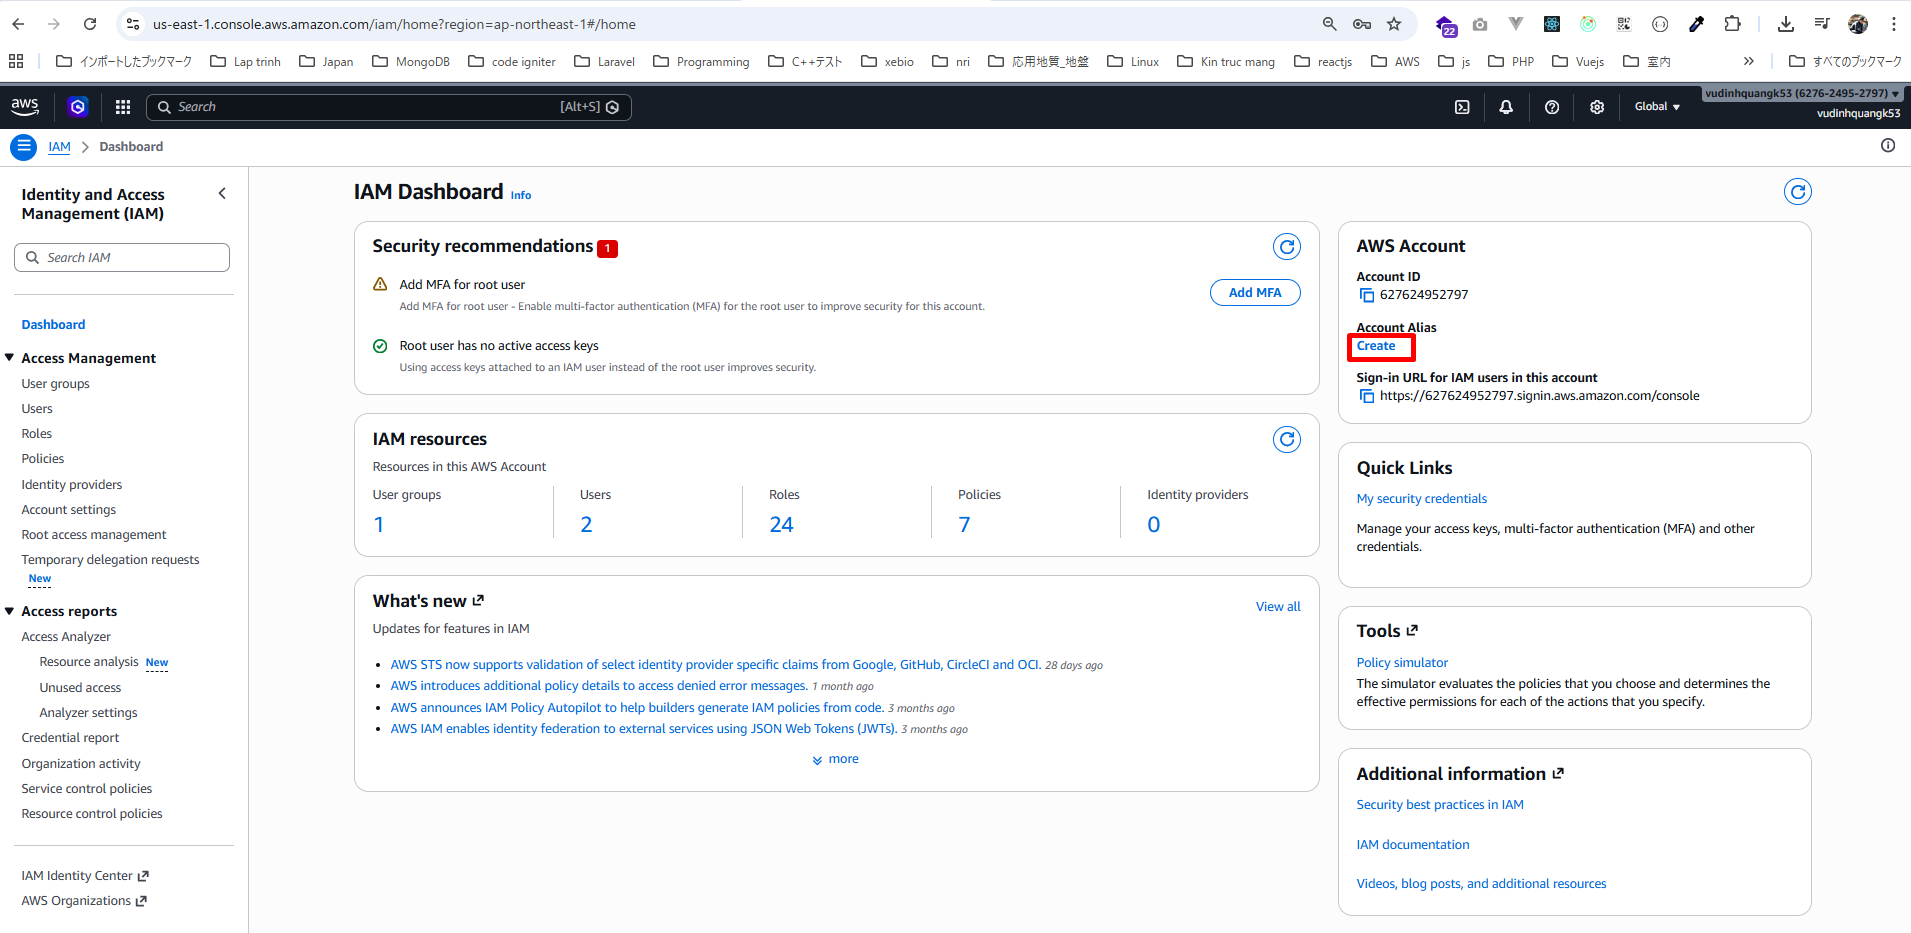 us-east-1.console.aws.amazon.com/iam/home?region=ap-northeast-1#/home
22
インポートしたブックマーク Lap trinh Japan MongoDB code igniter Laravel Programming C++テスト xebio nri 応用地質_地盤 Linux Kin truc mang reactjs AWS js PHP Vuejs 室内 » すべてのブックマーク
aws Search [Alt+S] Global vudinhquangk53 (6276-2495-2797)
vudinhquangk53
IAM Dashboard
Identity and Access
Management (IAM)
Search IAM
Dashboard
Access Management
User groups
Users
Roles
Policies
Identity providers
Account settings
Root access management
Temporary delegation requests
New
Access reports
Access Analyzer
Resource analysis New
Unused access
Analyzer settings
Credential report
Organization activity
Service control policies
Resource control policies
IAM Identity Center
AWS Organizations
IAM Dashboard Info
Security recommendations 1
Add MFA for root user
Add MFA for root user - Enable multi-factor authentication (MFA) for the root user to improve security for this account.
Add MFA
Root user has no active access keys
Using access keys attached to an IAM user instead of the root user improves security.
IAM resources
Resources in this AWS Account
User groups Users Roles Policies Identity providers
1 2 24 7 0
What's new
View all
Updates for features in IAM
AWS STS now supports validation of select identity provider specific claims from Google, GitHub, CircleCI and OCI. 28 days ago
AWS introduces additional policy details to access denied error messages. 1 month ago
AWS announces IAM Policy Autopilot to help builders generate IAM policies from code. 3 months ago
AWS IAM enables identity federation to external services using JSON Web Tokens (JWTs). 3 months ago
more
AWS Account
Account ID
627624952797
Account Alias
Create
Sign-in URL for IAM users in this account
https://627624952797.signin.aws.amazon.com/console
Quick Links
My security credentials
Manage your access keys, multi-factor authentication (MFA) and other
credentials.
Tools
Policy simulator
The simulator evaluates the policies that you choose and determines the
effective permissions for each of the actions that you specify.
Additional information
Security best practices in IAM
IAM documentation
Videos, blog posts, and additional resources